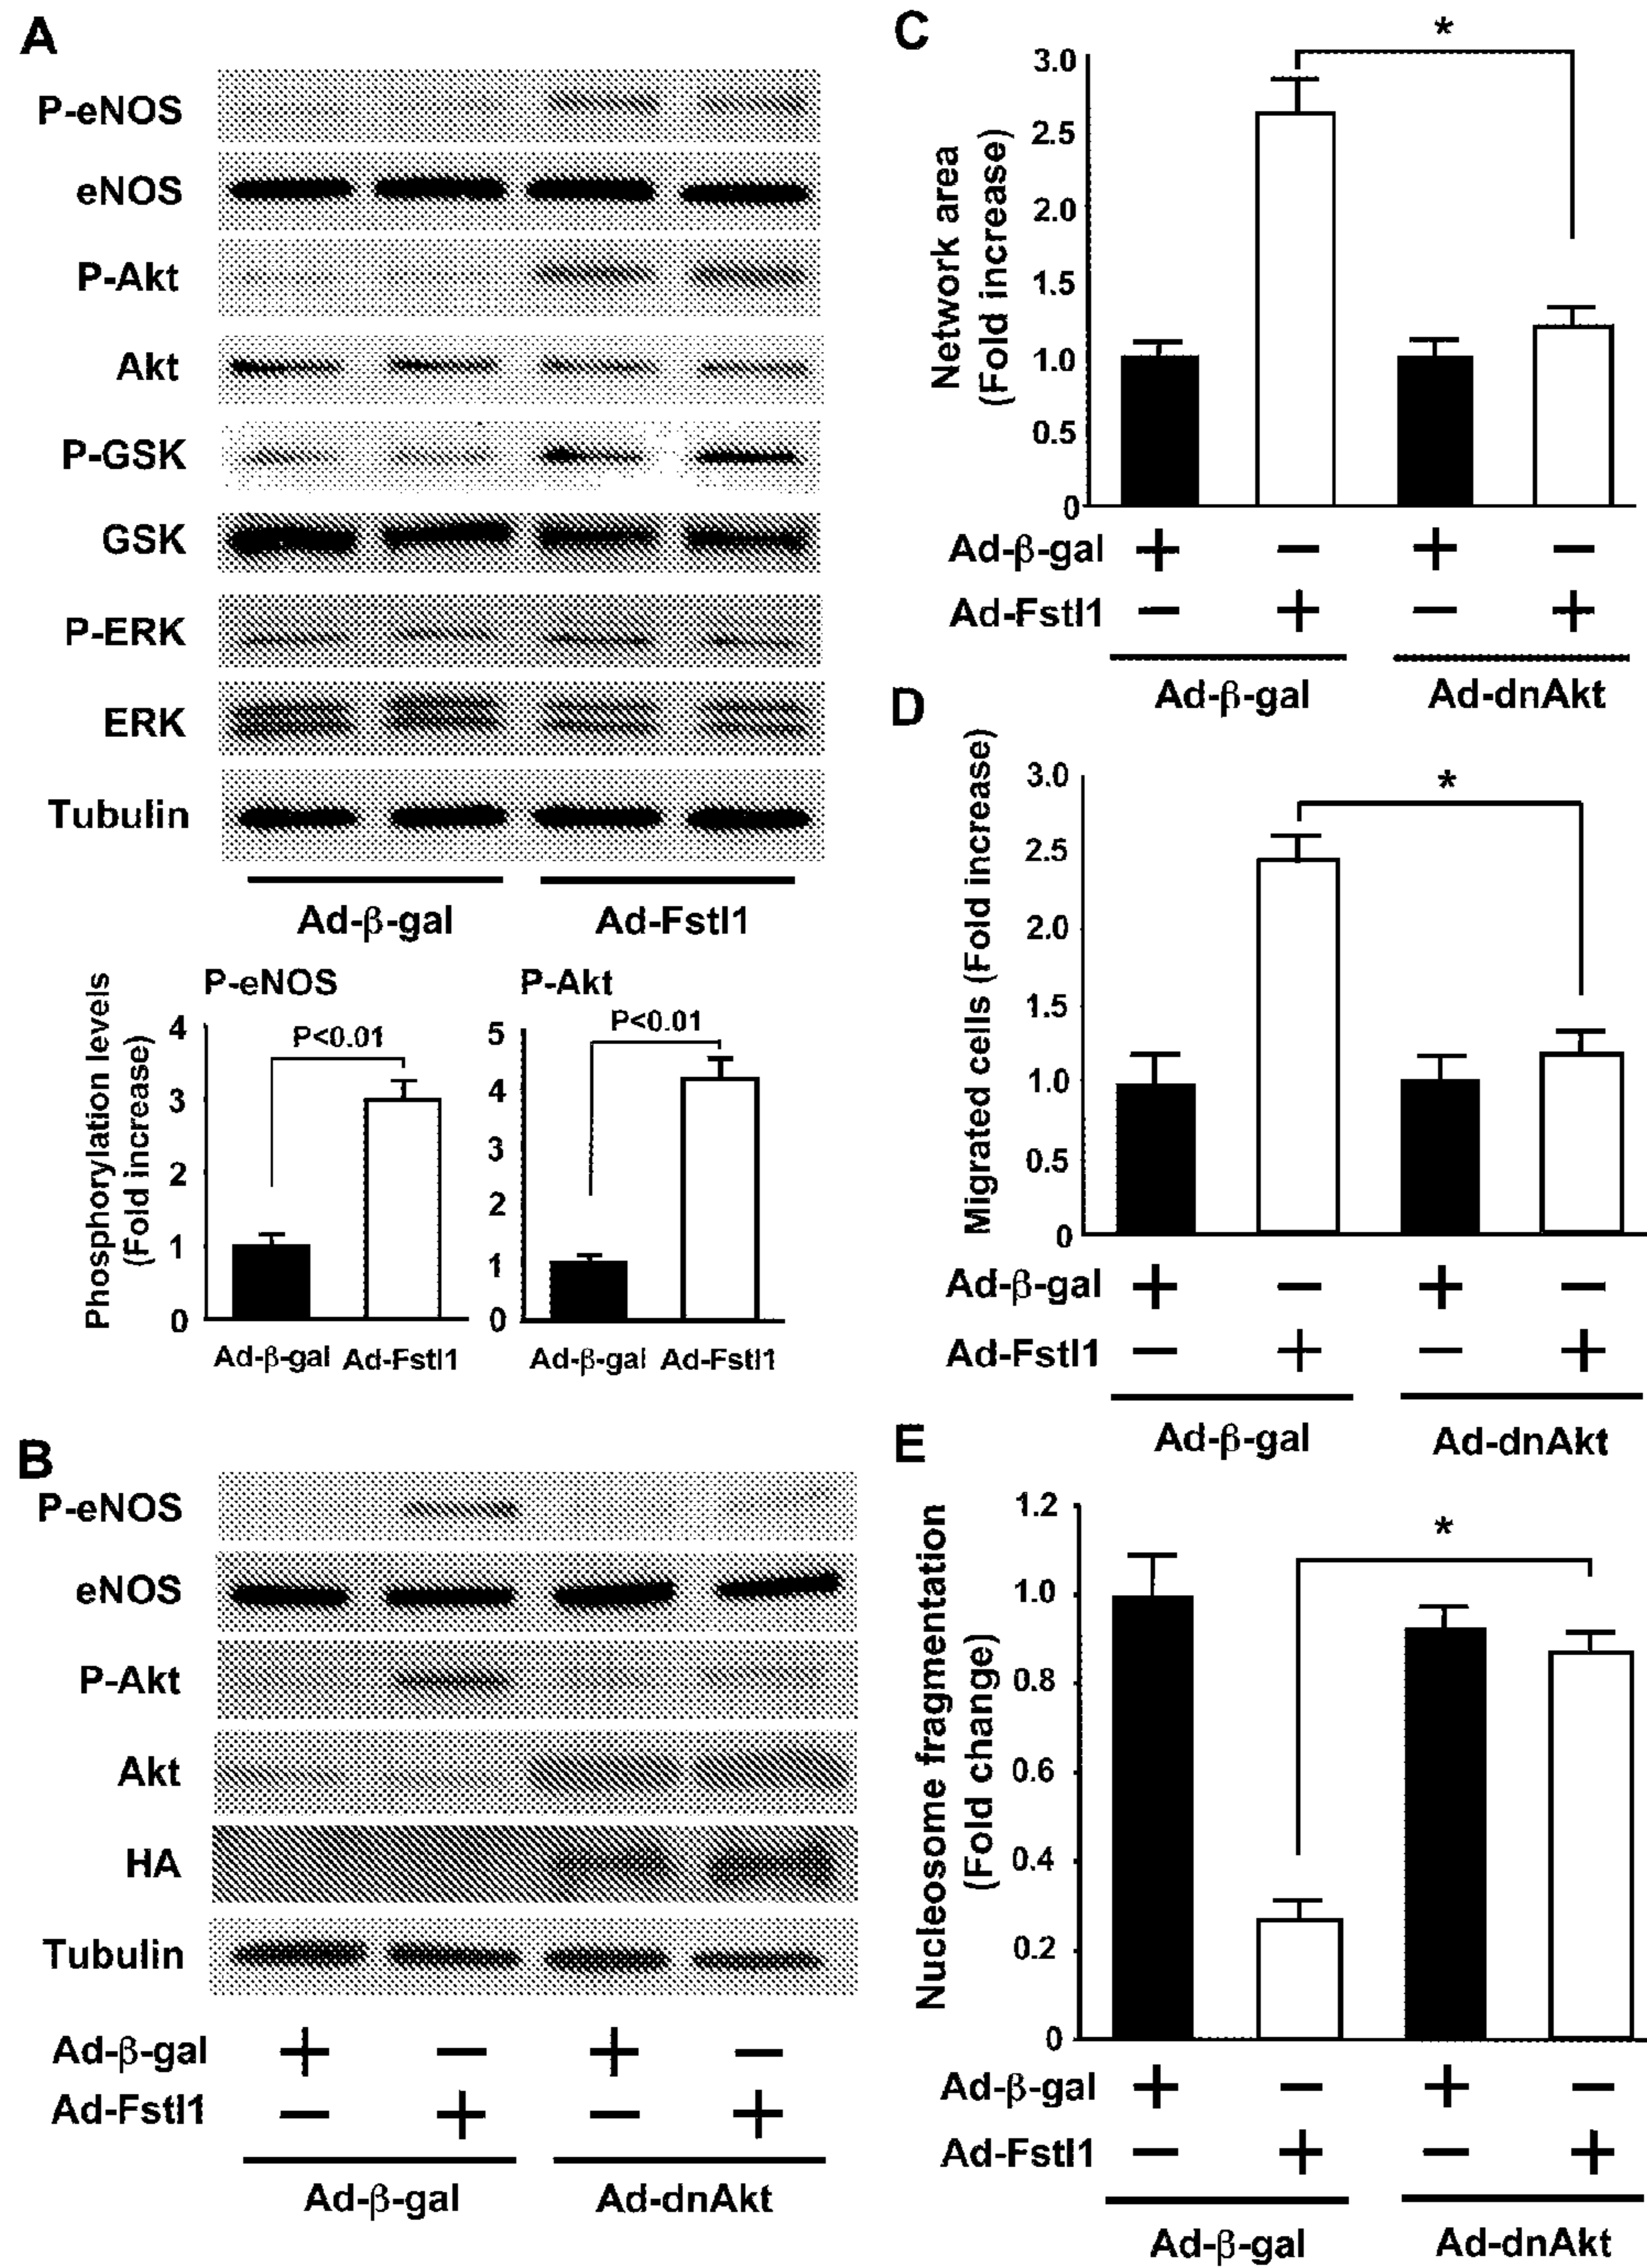 A
P-eNOS
eNOS
P-Akt
Akt
P-GSK
GSK
P-ERK
ERK
Tubulin
Ad-β-gal Ad-Fstl1
Phosphorylation levels
(Fold increase)
P-eNOS
4
3
2
1
0
P<0.01
Ad-β-gal Ad-Fstl1
P-Akt
5
4
3
2
1
0
P<0.01
Ad-β-gal Ad-Fstl1
B
P-eNOS
eNOS
P-Akt
Akt
HA
Tubulin
Ad-β-gal + − + −
Ad-Fstl1 − + − +
Ad-β-gal Ad-dnAkt
C
Network area
(Fold increase)
3.0
2.5
2.0
1.5
1.0
0.5
0
*
Ad-β-gal + − + −
Ad-Fstl1 − + − +
Ad-β-gal Ad-dnAkt
D
Migrated cells (Fold increase)
3.0
2.5
2.0
1.5
1.0
0.5
0
*
Ad-β-gal + − + −
Ad-Fstl1 − + − +
Ad-β-gal Ad-dnAkt
E
Nucleosome fragmentation
(Fold change)
1.2
1.0
0.8
0.6
0.4
0.2
0
*
Ad-β-gal + − + −
Ad-Fstl1 − + − +
Ad-β-gal Ad-dnAkt